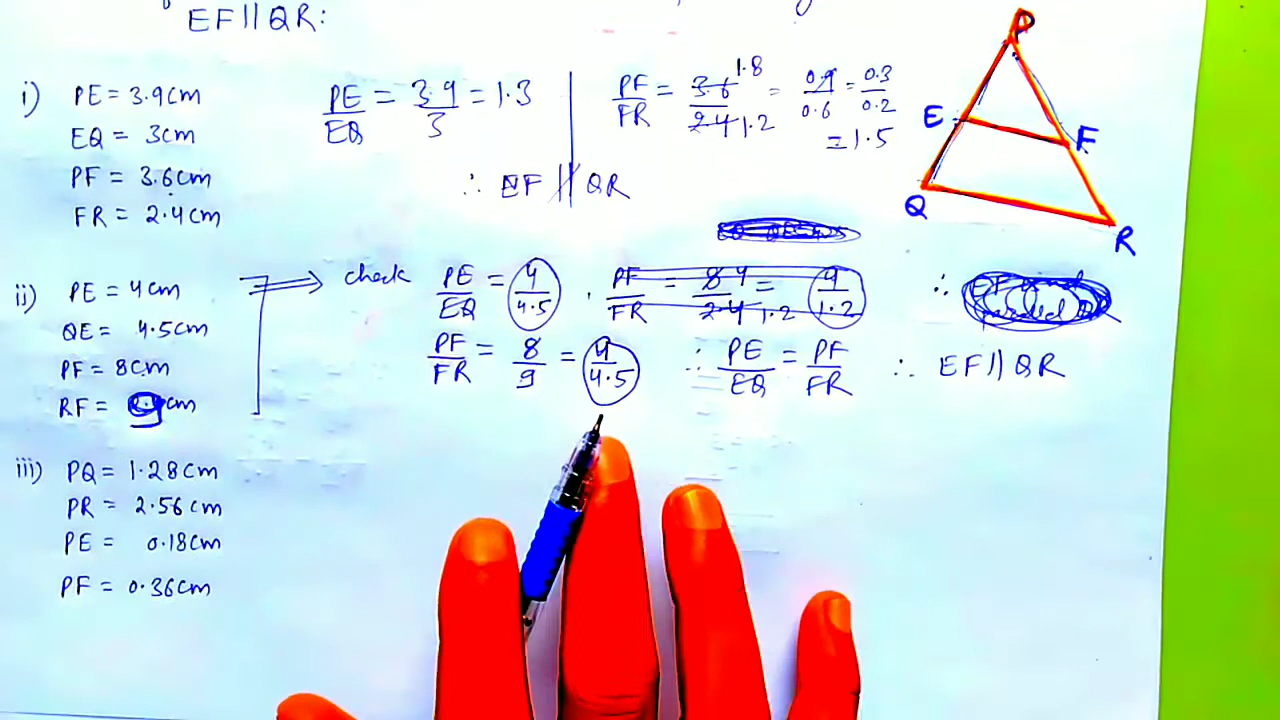 EF || QR:
i) PE = 3.9cm
EQ = 3cm
PF = 3.6cm
FR = 2.4cm
PE/EQ = 3.9/3 = 1.3
PF/FR = 3.6/2.4 1.8/1.2 = 0.9/0.6 = 0.3/0.2
= 1.5
∴ EF ∦ QR
P
E
F
Q
R
ii) PE = 4cm
QE = 4.5cm
PF = 8cm
RF = 9cm
check PE/EQ = 4/4.5 , PF/FR = 8/2.4 4/1.2 = 4/1.2 ∴
PF/FR = 8/9 = 4/4.5 ∴ PE/EQ = PF/FR ∴ EF || QR
iii) PQ = 1.28cm
PR = 2.56cm
PE = 0.18cm
PF = 0.36cm